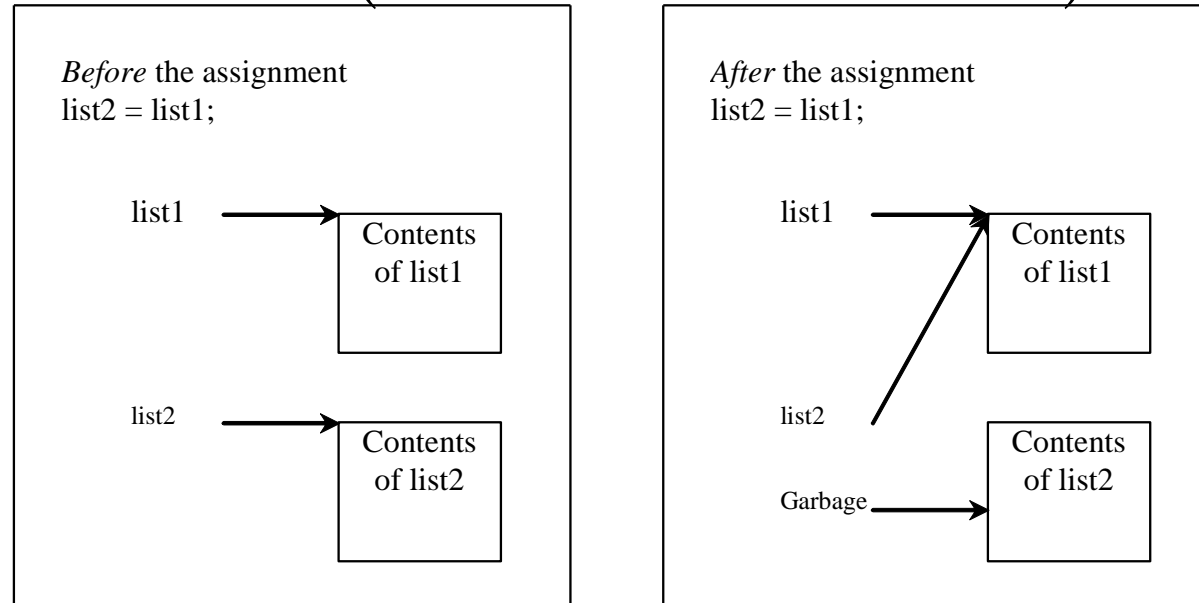 Before the assignment
list2 = list1;
list1
Contents
of list1
list2
Contents
of list2
After the assignment
list2 = list1;
list1
Contents
of list1
list2
Contents
of list2
Garbage